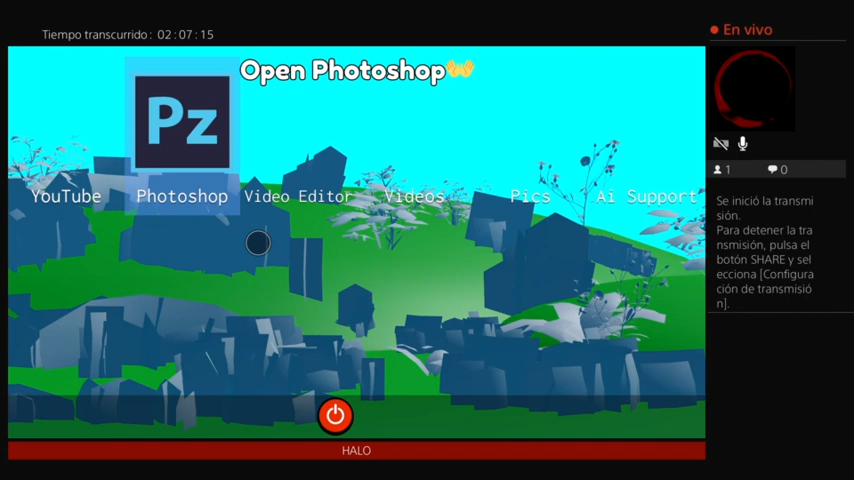 Tiempo transcurrido: 02:07:15
En vivo
Open Photoshop👐
Pz
YouTube
Photoshop
Video Editor
Videos
Pics
Ai Support
1
0
Se inició la transmi
sión.
Para detener la tra
nsmisión, pulsa el
botón SHARE y sel
ecciona [Configura
ción de transmisió
n].
HALO